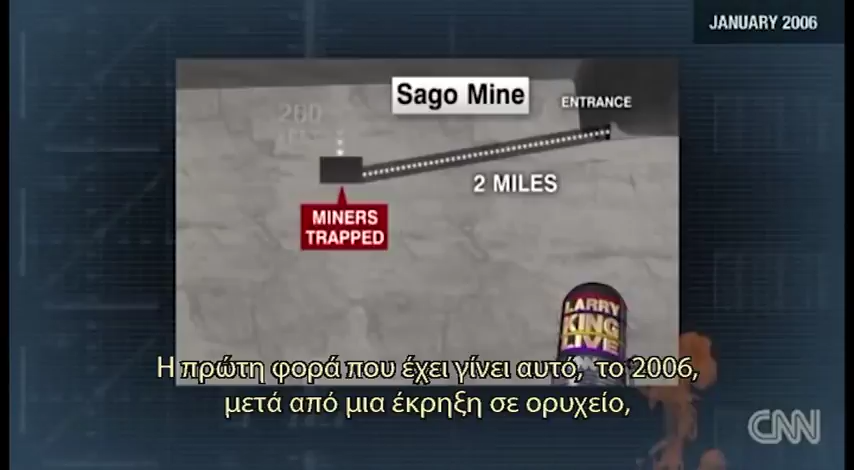 JANUARY 2006
Sago Mine
ENTRANCE
260
2 MILES
MINERS
TRAPPED
LARRY
KING
LIVE
Η πρώτη φορά που έχει γίνει αυτό, το 2006,
μετά από μια έκρηξη σε ορυχείο,
CNN